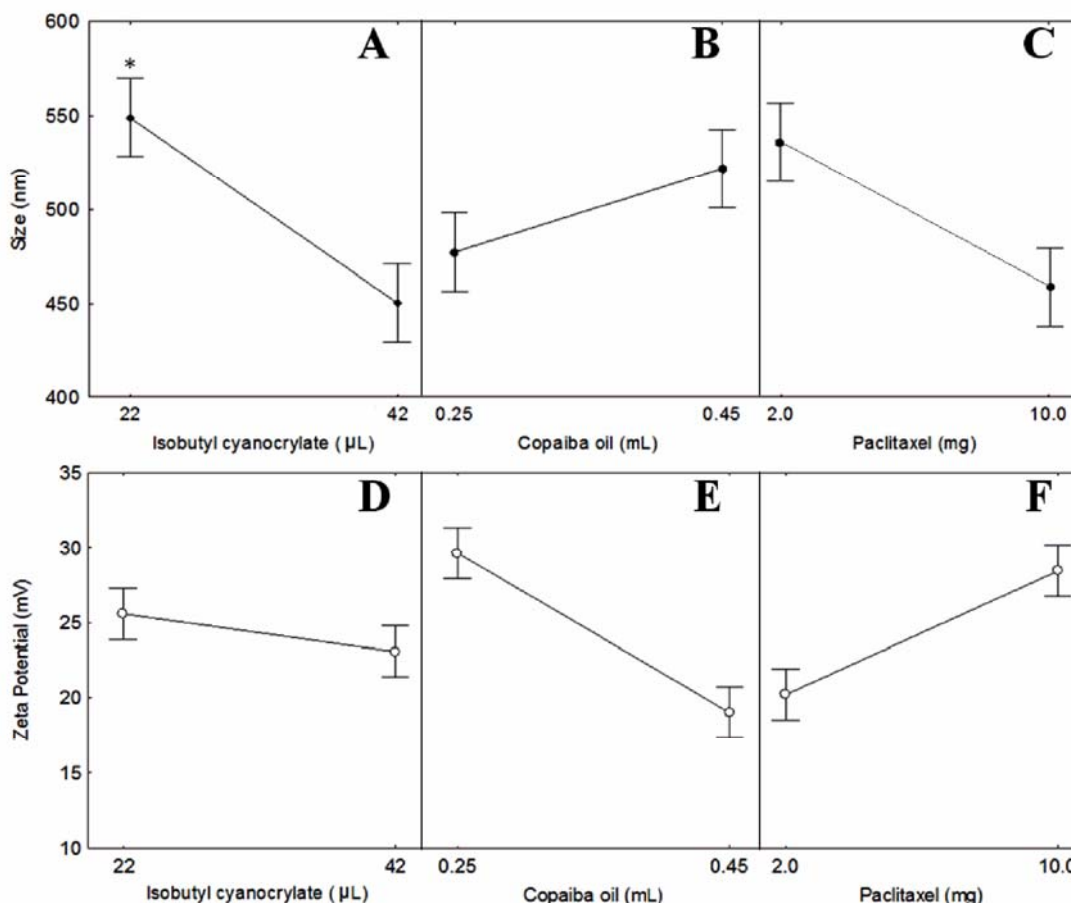 600
A
B
C
*
550
Size (nm)
500
450
400
22
42
0.25
0.45
2.0
10.0
Isobutyl cyanocrylate ( µL)
Copaiba oil (mL)
Paclitaxel (mg)
35
D
E
F
30
25
Zeta Potential (mV)
20
15
10
22
42
0.25
0.45
2.0
10.0
Isobutyl cyanocrylate ( µL)
Copaiba oil (mL)
Paclitaxel (mg)